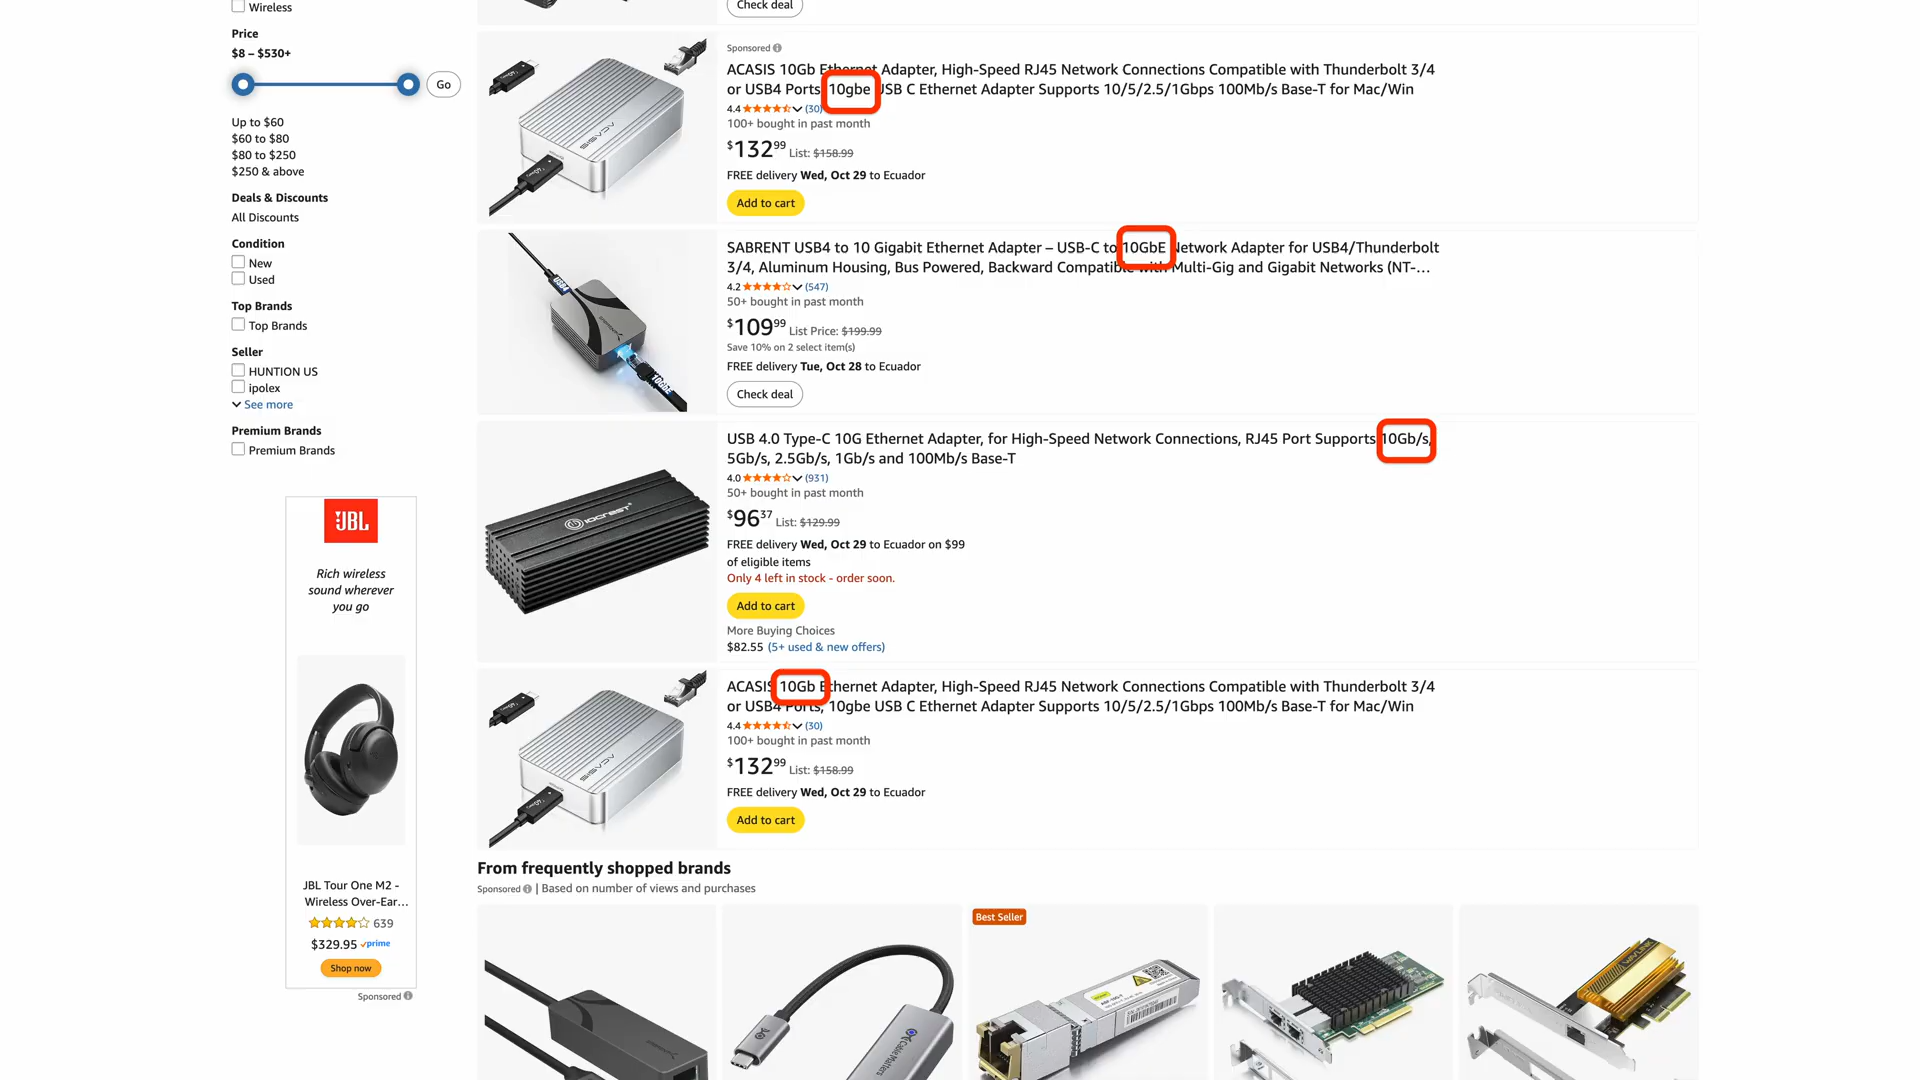 Wireless
Price
$8 – $530+
Go
Up to $60
$60 to $80
$80 to $250
$250 & above
Deals & Discounts
All Discounts
Condition
New
Used
Top Brands
Top Brands
Seller
HUNTION US
ipolex
See more
Premium Brands
Premium Brands
JBL
Rich wireless
sound wherever
you go
JBL Tour One M2 -
Wireless Over-Ear…
639
$329.95 prime
Shop now
Sponsored
Check deal
Sponsored
ACASIS 10Gb Ethernet Adapter, High-Speed RJ45 Network Connections Compatible with Thunderbolt 3/4
or USB4 Ports, 10gbe USB C Ethernet Adapter Supports 10/5/2.5/1Gbps 100Mb/s Base-T for Mac/Win
4.4 (30)
100+ bought in past month
$132.99 List: $158.99
FREE delivery Wed, Oct 29 to Ecuador
Add to cart
ACASIS
SABRENT USB4 to 10 Gigabit Ethernet Adapter – USB-C to 10GbE Network Adapter for USB4/Thunderbolt
3/4, Aluminum Housing, Bus Powered, Backward Compatible with Multi-Gig and Gigabit Networks (NT-…
4.2 (547)
50+ bought in past month
$109.99 List Price: $199.99
Save 10% on 2 select item(s)
FREE delivery Tue, Oct 28 to Ecuador
Check deal
USB4
10GBE
USB 4.0 Type-C 10G Ethernet Adapter, for High-Speed Network Connections, RJ45 Port Supports 10Gb/s,
5Gb/s, 2.5Gb/s, 1Gb/s and 100Mb/s Base-T
4.0 (931)
50+ bought in past month
$96.37 List: $129.99
FREE delivery Wed, Oct 29 to Ecuador on $99
of eligible items
Only 4 left in stock - order soon.
Add to cart
More Buying Choices
$82.55 (5+ used & new offers)
IOCREST
ACASIS 10Gb Ethernet Adapter, High-Speed RJ45 Network Connections Compatible with Thunderbolt 3/4
or USB4 Ports, 10gbe USB C Ethernet Adapter Supports 10/5/2.5/1Gbps 100Mb/s Base-T for Mac/Win
4.4 (30)
100+ bought in past month
$132.99 List: $158.99
FREE delivery Wed, Oct 29 to Ecuador
Add to cart
ACASIS
From frequently shopped brands
Sponsored | Based on number of views and purchases
Best Seller
Cable Matters